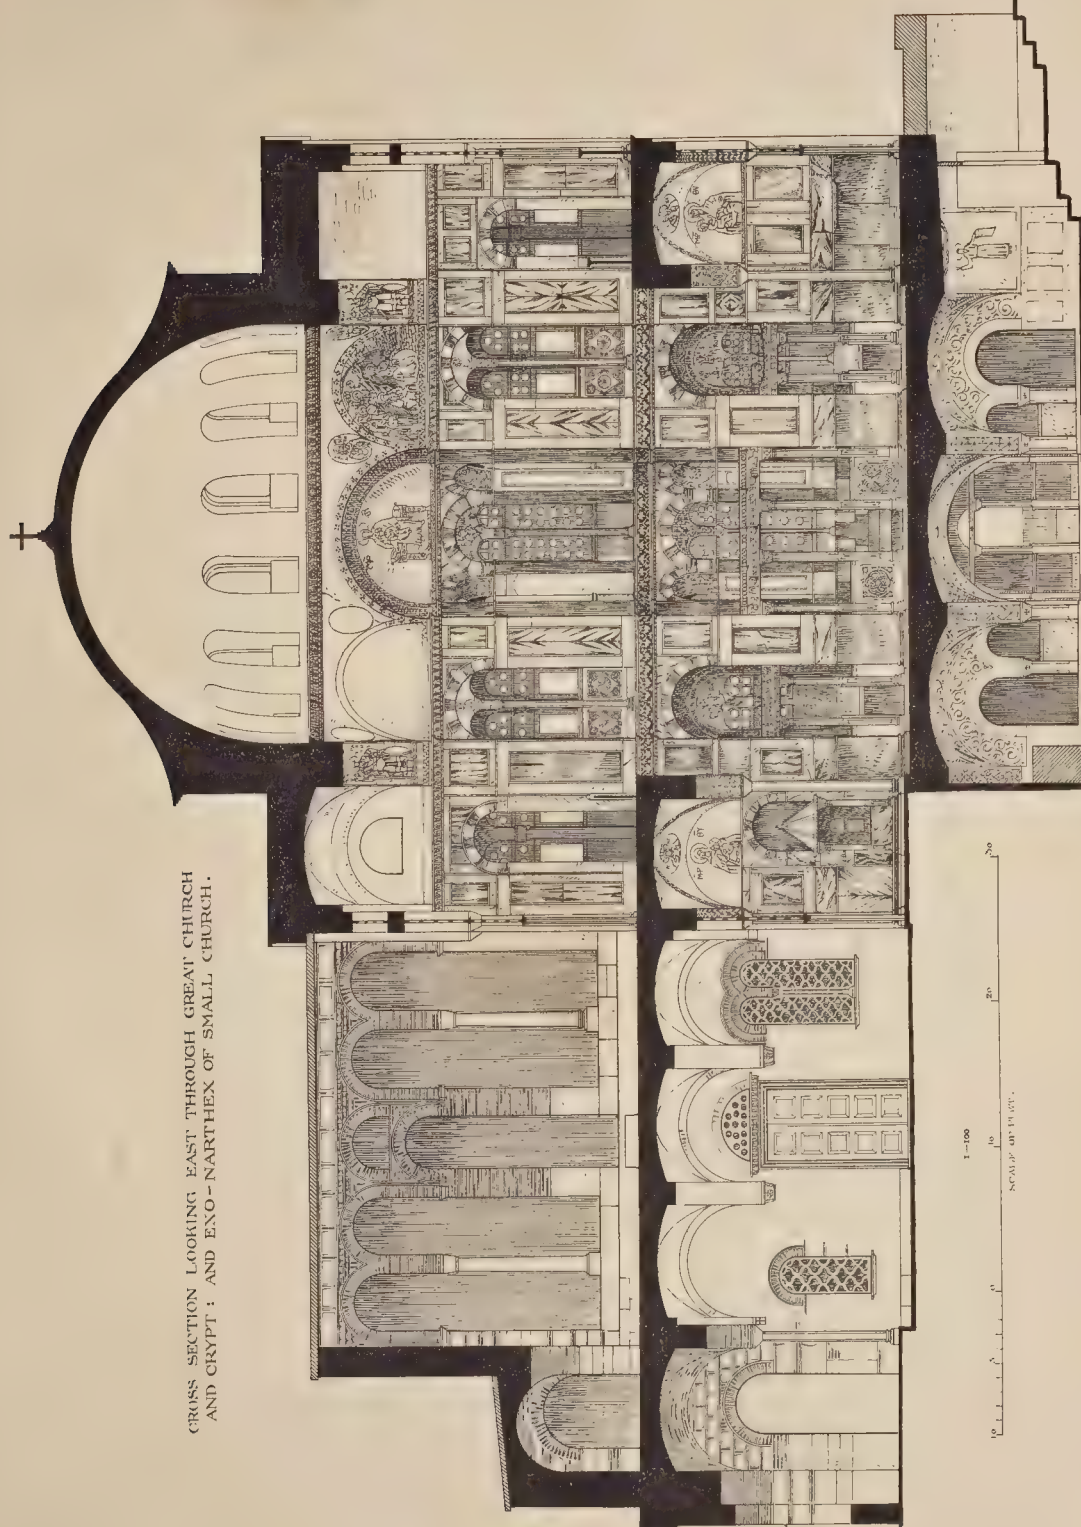 CROSS SECTION LOOKING EAST THROUGH GREAT CHURCH
AND CRYPT : AND EXO-NARTHEX OF SMALL CHURCH.
1—100
10
5
0
10
20
30
SCALE OF FEET.